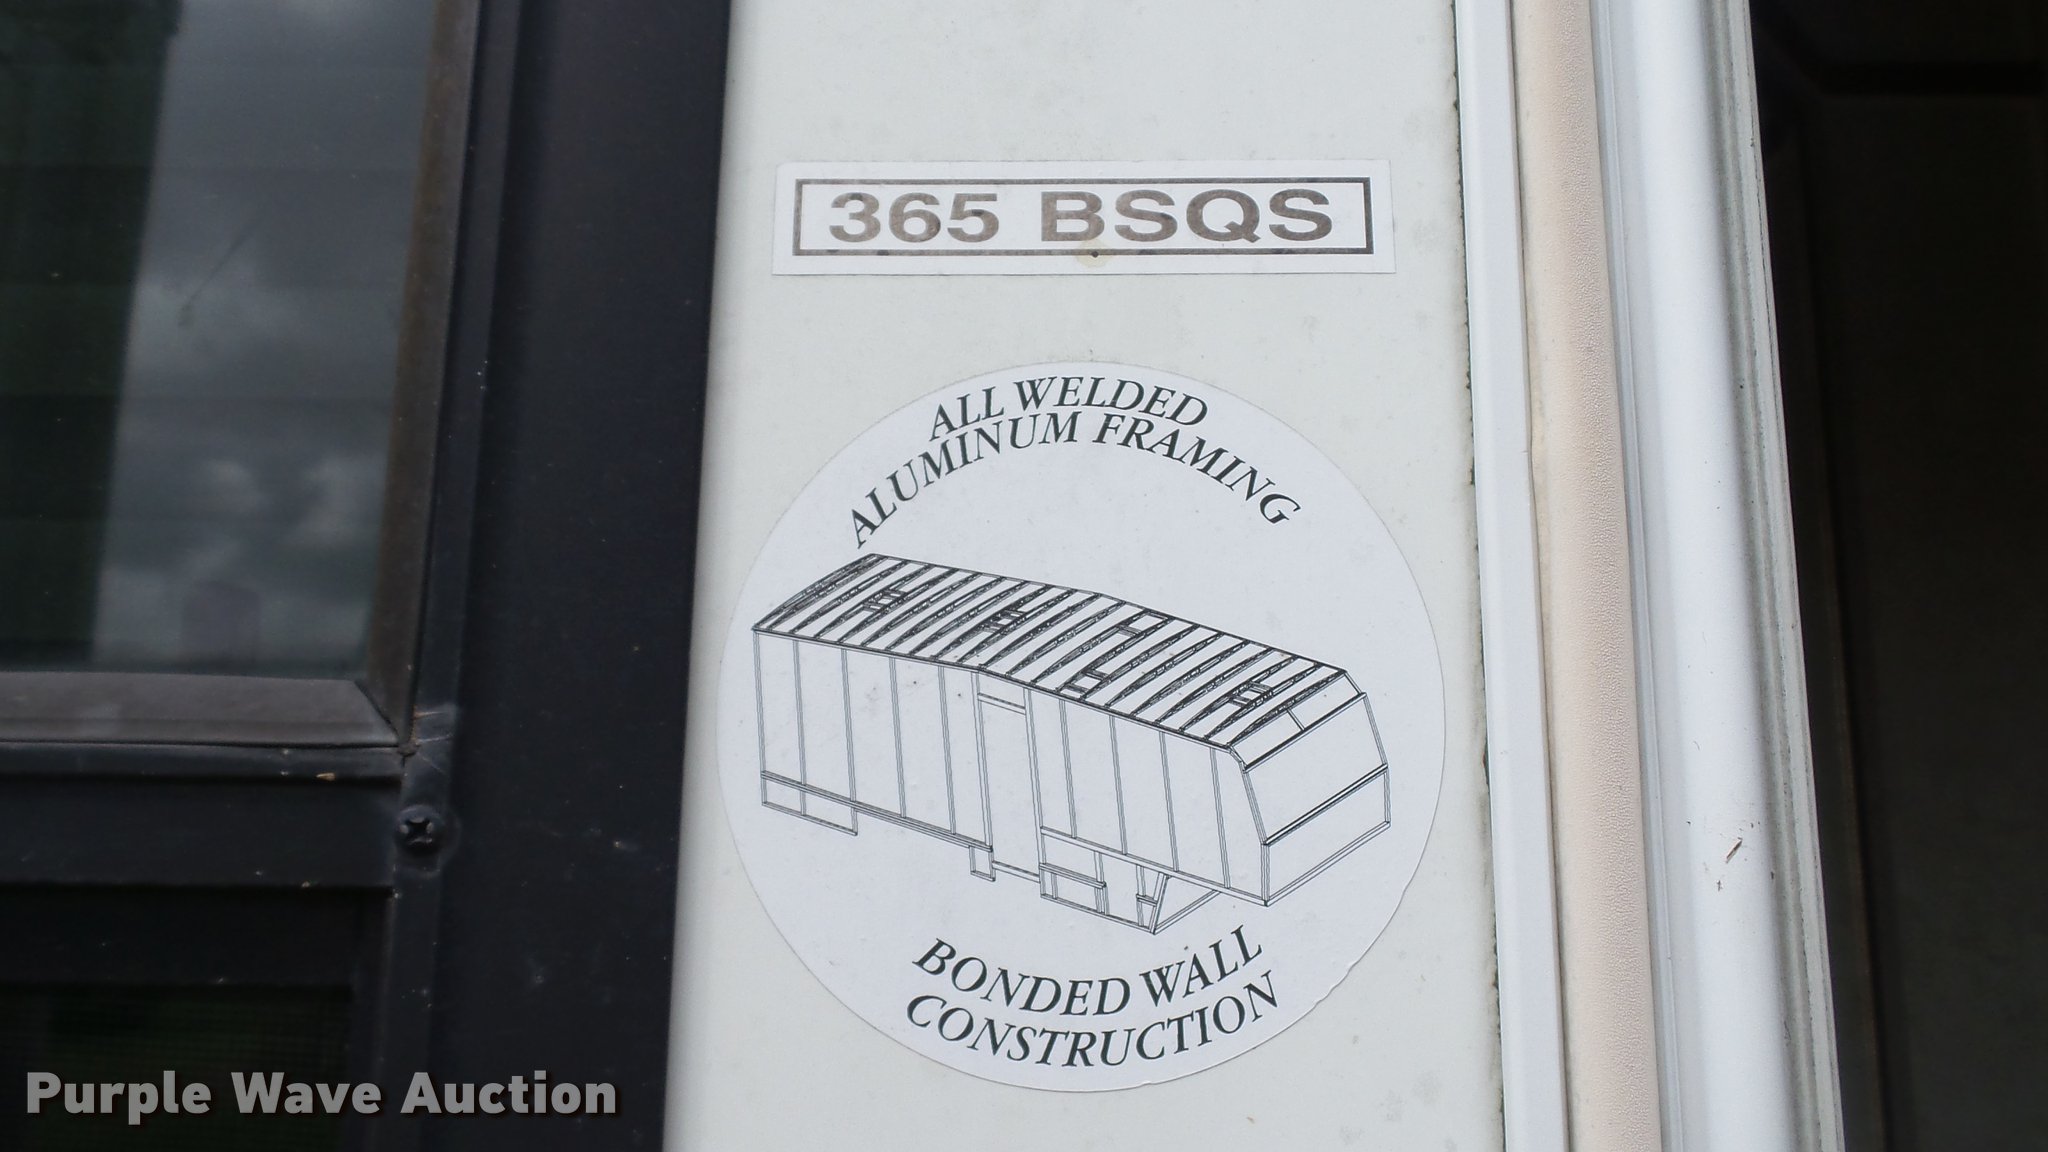 365 BSQS
ALL WELDED
ALUMINUM FRAMING
BONDED WALL
CONSTRUCTION
Purple Wave Auction